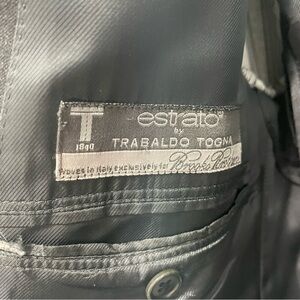 T
1840
estrato®
by
TRABALDO TOGNA
Woven in Italy exclusively for Brooks Brothers